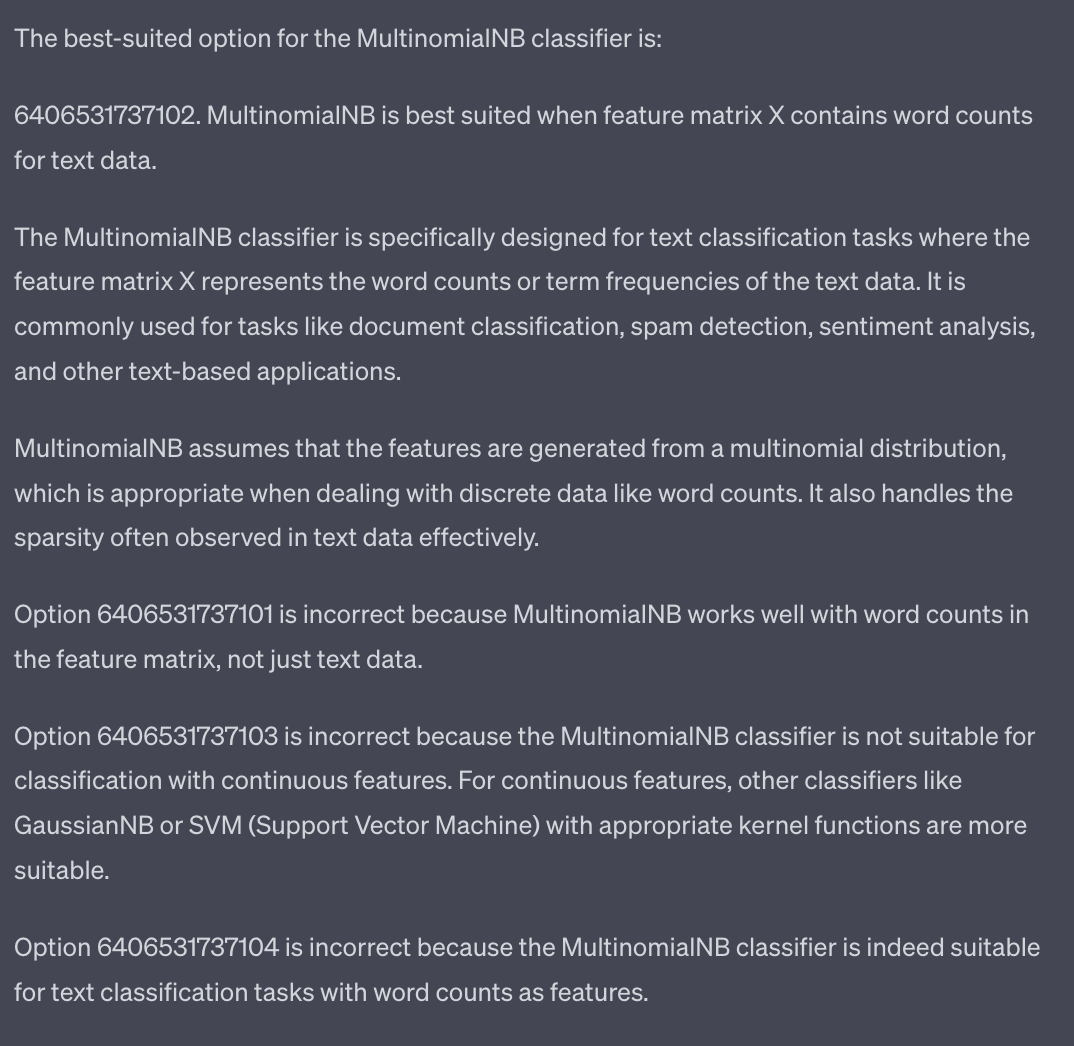 The best-suited option for the MultinomialNB classifier is:
6406531737102. MultinomialNB is best suited when feature matrix X contains word counts
for text data.
The MultinomialNB classifier is specifically designed for text classification tasks where the
feature matrix X represents the word counts or term frequencies of the text data. It is
commonly used for tasks like document classification, spam detection, sentiment analysis,
and other text-based applications.
MultinomialNB assumes that the features are generated from a multinomial distribution,
which is appropriate when dealing with discrete data like word counts. It also handles the
sparsity often observed in text data effectively.
Option 6406531737101 is incorrect because MultinomialNB works well with word counts in
the feature matrix, not just text data.
Option 6406531737103 is incorrect because the MultinomialNB classifier is not suitable for
classification with continuous features. For continuous features, other classifiers like
GaussianNB or SVM (Support Vector Machine) with appropriate kernel functions are more
suitable.
Option 6406531737104 is incorrect because the MultinomialNB classifier is indeed suitable
for text classification tasks with word counts as features.